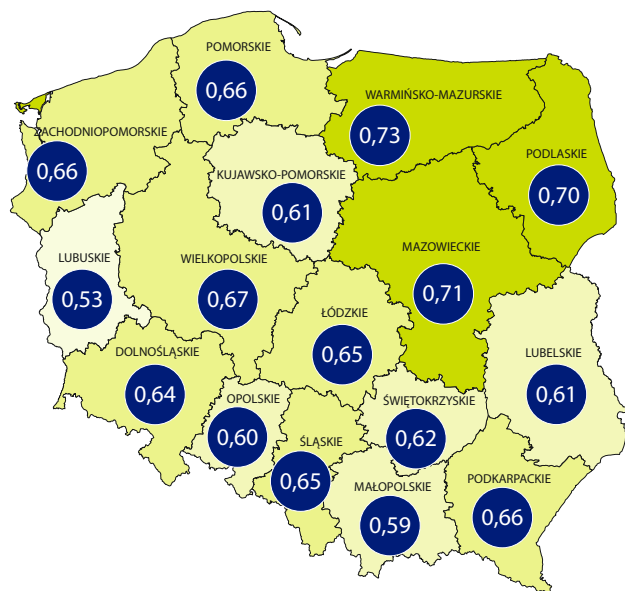 POMORSKIE
0,66
WARMIŃSKO-MAZURSKIE
0,73
ZACHODNIOPOMORSKIE
0,66
PODLASKIE
0,70
KUJAWSKO-POMORSKIE
0,61
MAZOWIECKIE
0,71
LUBUSKIE
0,53
WIELKOPOLSKIE
0,67
ŁÓDZKIE
0,65
DOLNOŚLĄSKIE
0,64
LUBELSKIE
0,61
OPOLSKIE
0,60
ŚWIĘTOKRZYSKIE
0,62
ŚLĄSKIE
0,65
MAŁOPOLSKIE
0,59
PODKARPACKIE
0,66